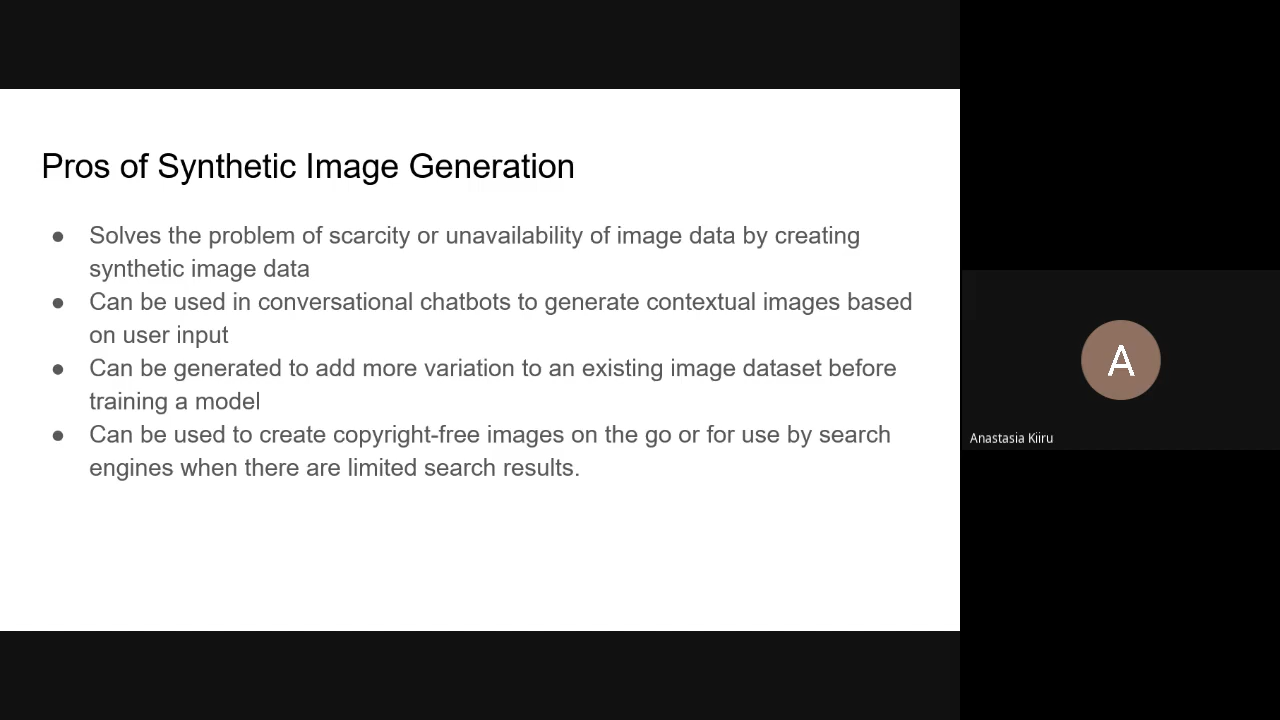 Pros of Synthetic Image Generation
● Solves the problem of scarcity or unavailability of image data by creating
synthetic image data
● Can be used in conversational chatbots to generate contextual images based
on user input
● Can be generated to add more variation to an existing image dataset before
training a model
● Can be used to create copyright-free images on the go or for use by search
engines when there are limited search results.
A
Anastasia Kiiru